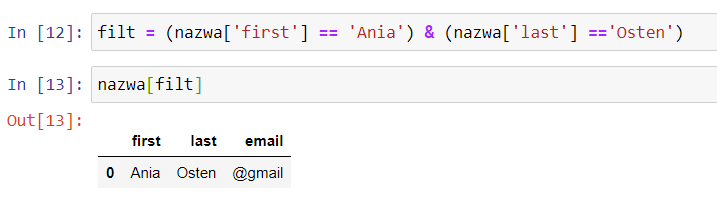 In [12]: filt = (nazwa['first'] == 'Ania') & (nazwa['last'] =='Osten')
In [13]: nazwa[filt]
Out[13]:
first last email
0 Ania Osten @gmail